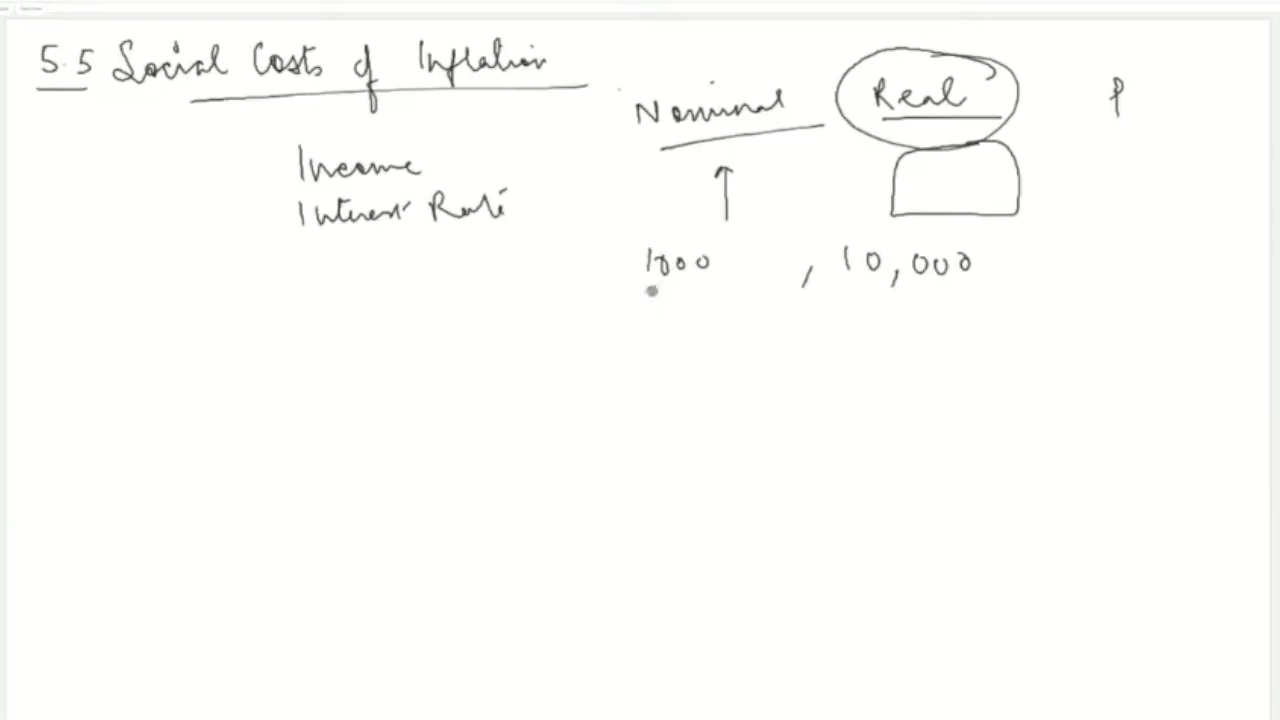 5.5 Social Costs of Inflation
Nominal Real P
Income
Interest Rate
1000 , 10,000